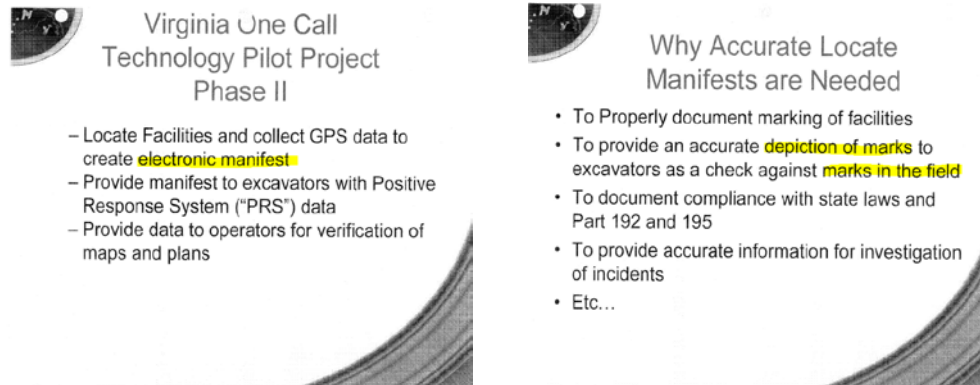 Virginia One Call
Technology Pilot Project
Phase II
– Locate Facilities and collect GPS data to
create electronic manifest
– Provide manifest to excavators with Positive
Response System ("PRS") data
– Provide data to operators for verification of
maps and plans
Why Accurate Locate
Manifests are Needed
• To Properly document marking of facilities
• To provide an accurate depiction of marks to
excavators as a check against marks in the field
• To document compliance with state laws and
Part 192 and 195
• To provide accurate information for investigation
of incidents
• Etc...